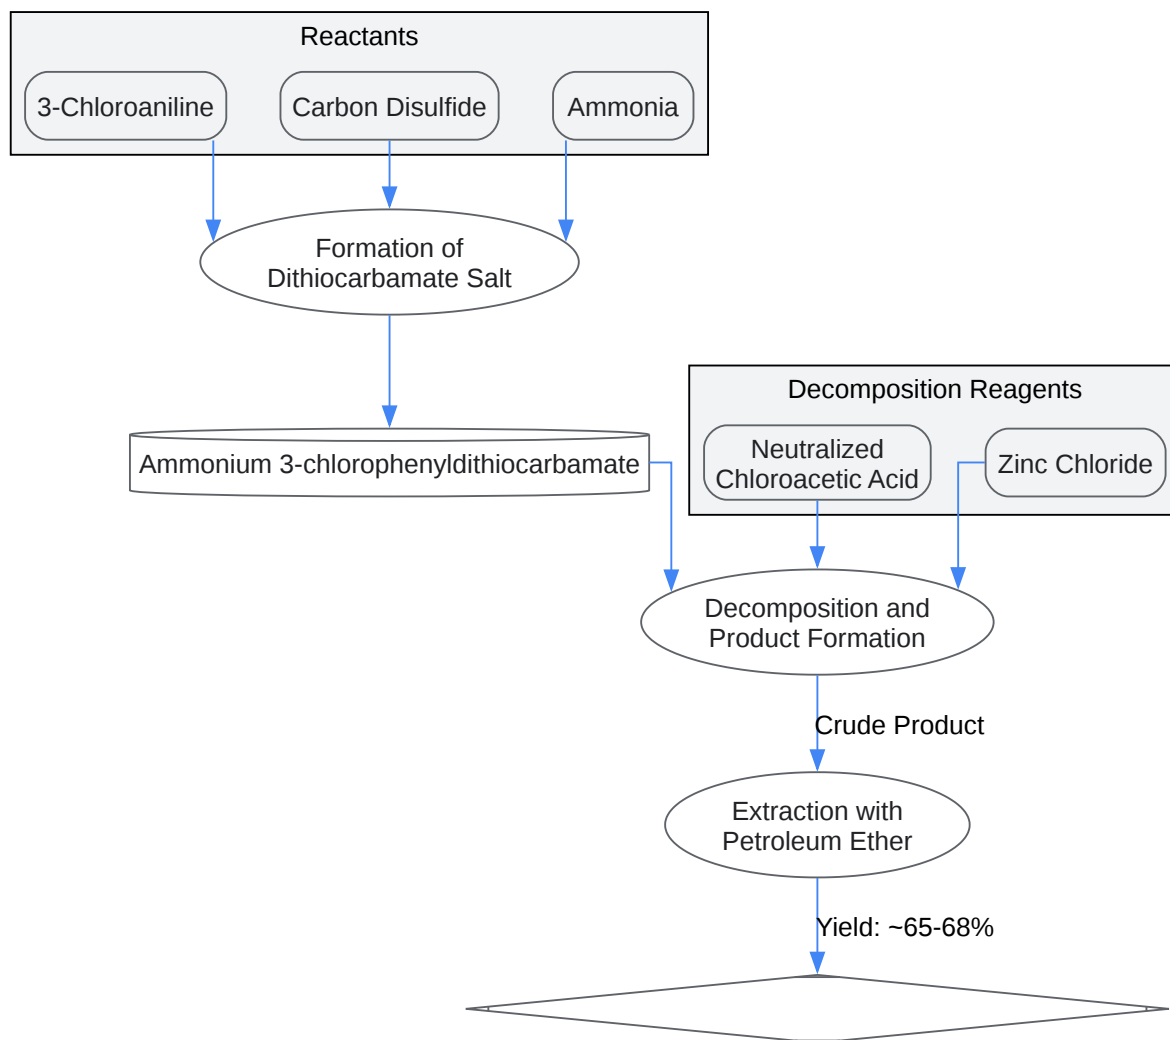 Reactants
3-Chloroaniline
Carbon Disulfide
Ammonia
Formation of
Dithiocarbamate Salt
Ammonium 3-chlorophenyldithiocarbamate
Decomposition Reagents
Neutralized
Chloroacetic Acid
Zinc Chloride
Decomposition and
Product Formation
Crude Product
Extraction with
Petroleum Ether
Yield: ~65-68%